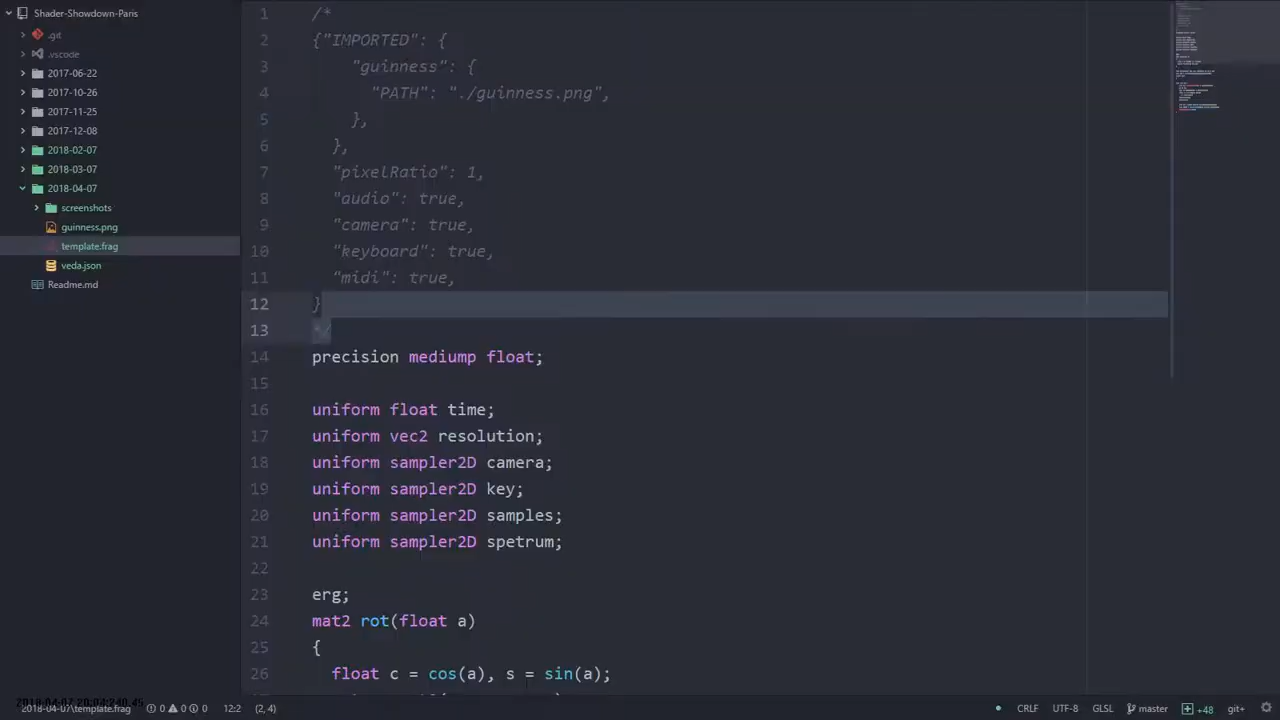 Shader-Showdown-Paris
.git
.vscode
2017-06-22
2017-10-26
2017-11-25
2017-12-08
2018-02-07
2018-03-07
2018-04-07
screenshots
guinness.png
template.frag
veda.json
Readme.md
1 /*
2 {"IMPORTED": {
3 "guinness": {
4 "PATH": "./guinness.png",
5 },
6 },
7 "pixelRatio": 1,
8 "audio": true,
9 "camera": true,
10 "keyboard": true,
11 "midi": true,
12 }
13 */
14 precision mediump float;
15
16 uniform float time;
17 uniform vec2 resolution;
18 uniform sampler2D camera;
19 uniform sampler2D key;
20 uniform sampler2D samples;
21 uniform sampler2D spetrum;
22
23 erg;
24 mat2 rot(float a)
25 {
26 float c = cos(a), s = sin(a);
2018-04-07\template.frag 0 0 0 12:2 (2, 4) CRLF UTF-8 GLSL master +48 git+